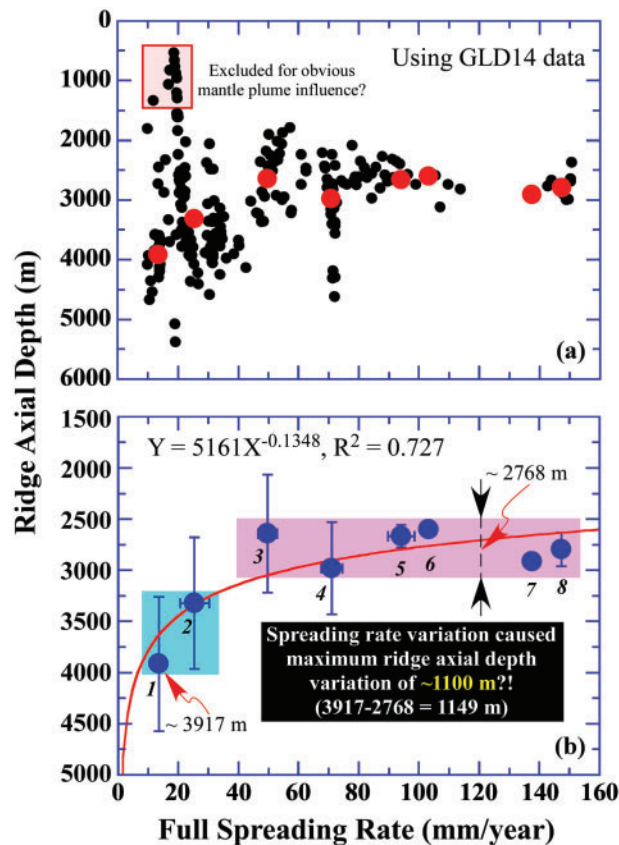 0
1000
2000
3000
4000
5000
6000
Excluded for obvious
mantle plume influence?
Using GLD14 data
(a)
Ridge Axial Depth (m)
1500
2000
2500
3000
3500
4000
4500
5000
Y = 5161X^-0.1348, R^2 = 0.727
~ 2768 m
1
2
3
4
5
6
7
8
~ 3917 m
Spreading rate variation caused
maximum ridge axial depth
variation of ~1100 m?!
(3917-2768 = 1149 m)
(b)
0 20 40 60 80 100 120 140 160
Full Spreading Rate (mm/year)